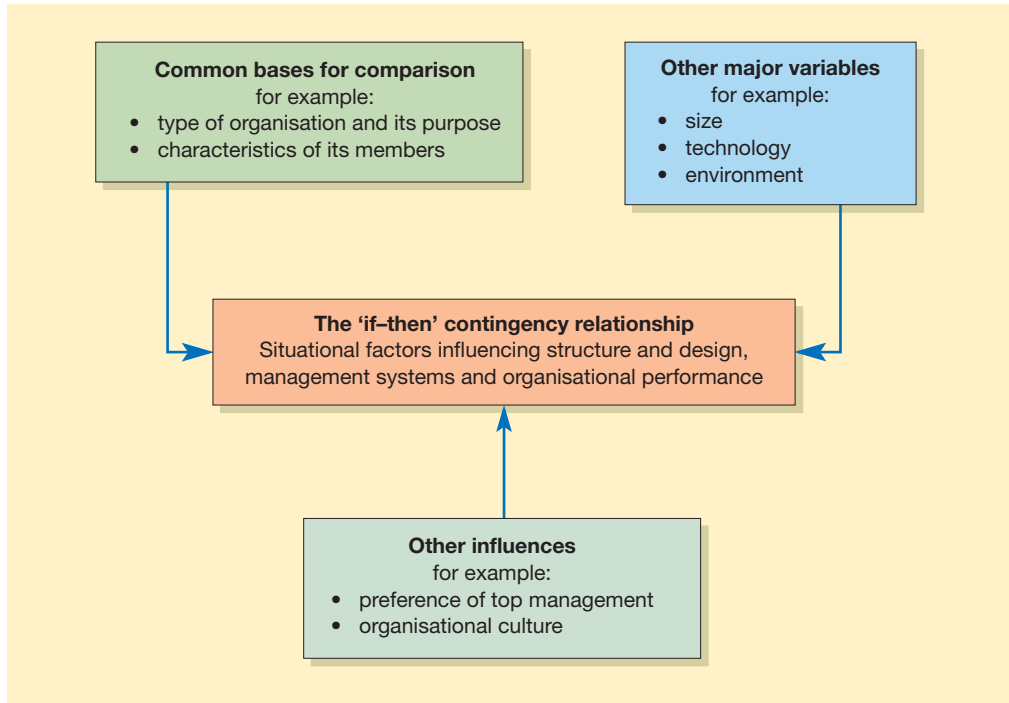 Common bases for comparison
for example:
• type of organisation and its purpose
• characteristics of its members
Other major variables
for example:
• size
• technology
• environment
The ‘if–then’ contingency relationship
Situational factors influencing structure and design,
management systems and organisational performance
Other influences
for example:
• preference of top management
• organisational culture